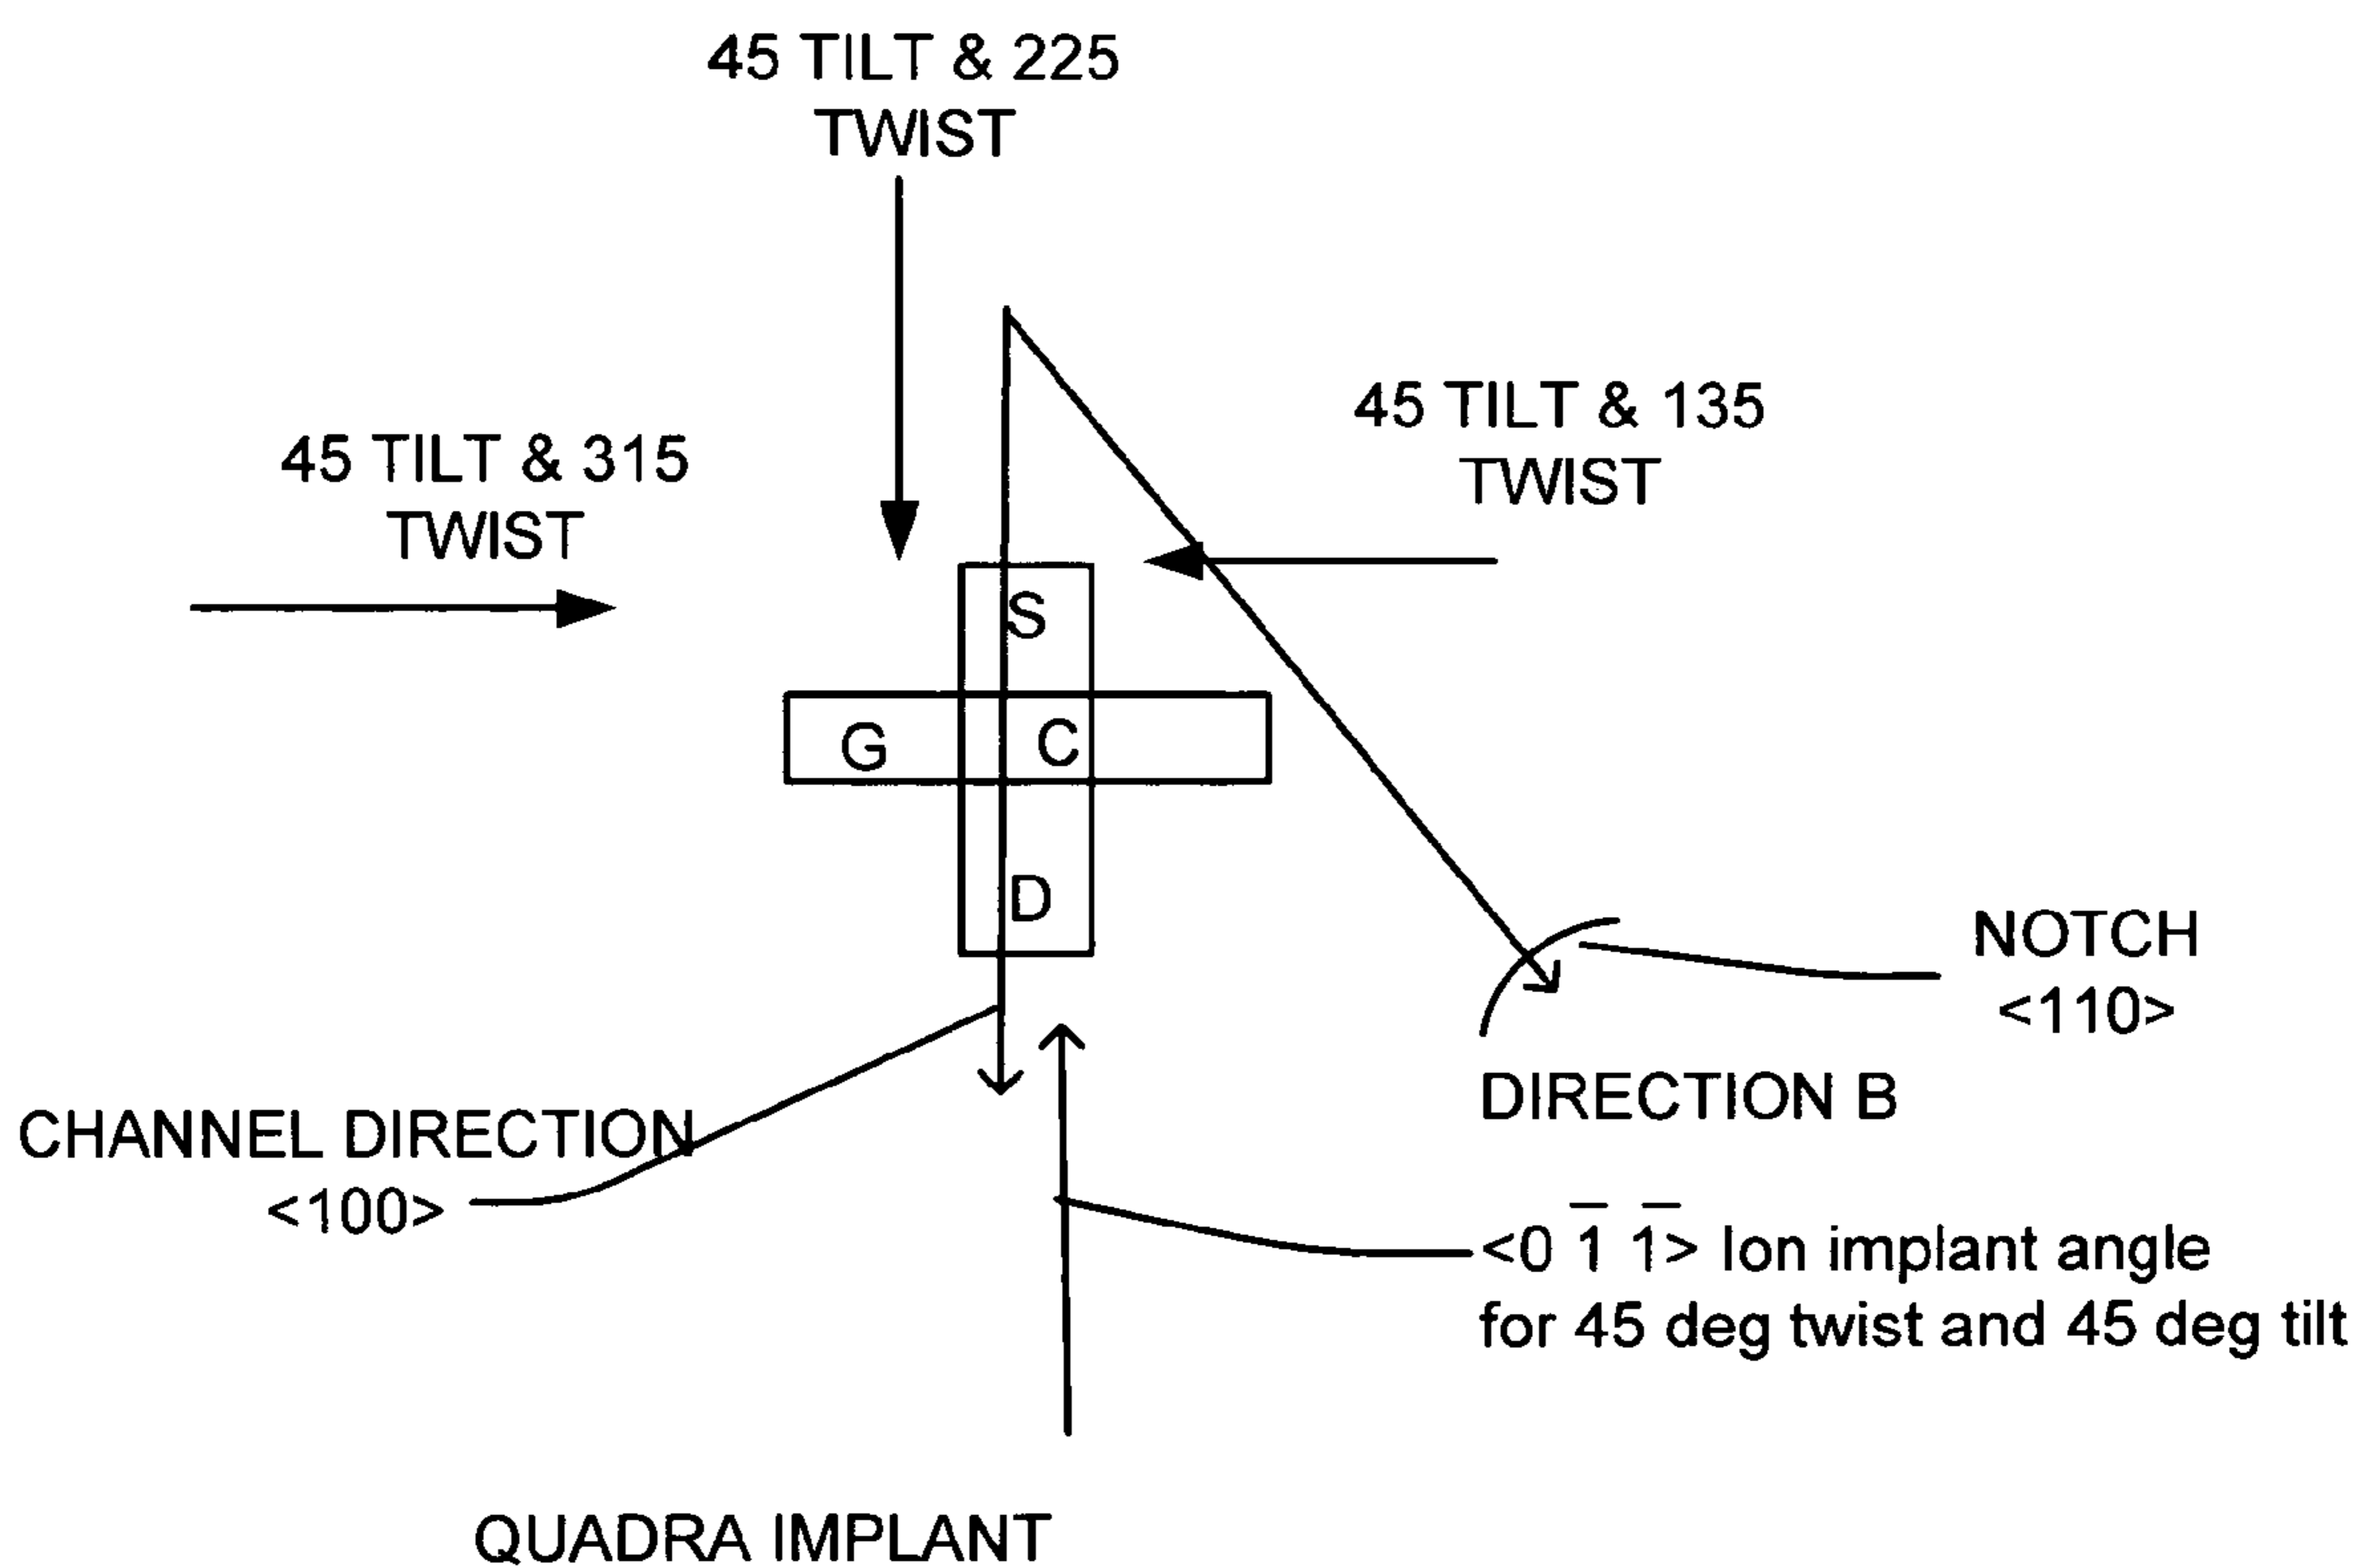 45 TILT & 225
TWIST
45 TILT & 135
TWIST
45 TILT & 315
TWIST
S
G
C
D
NOTCH
<110>
DIRECTION B
CHANNEL DIRECTION
<100>
<0 1̅ 1̅> Ion implant angle
for 45 deg twist and 45 deg tilt
QUADRA IMPLANT